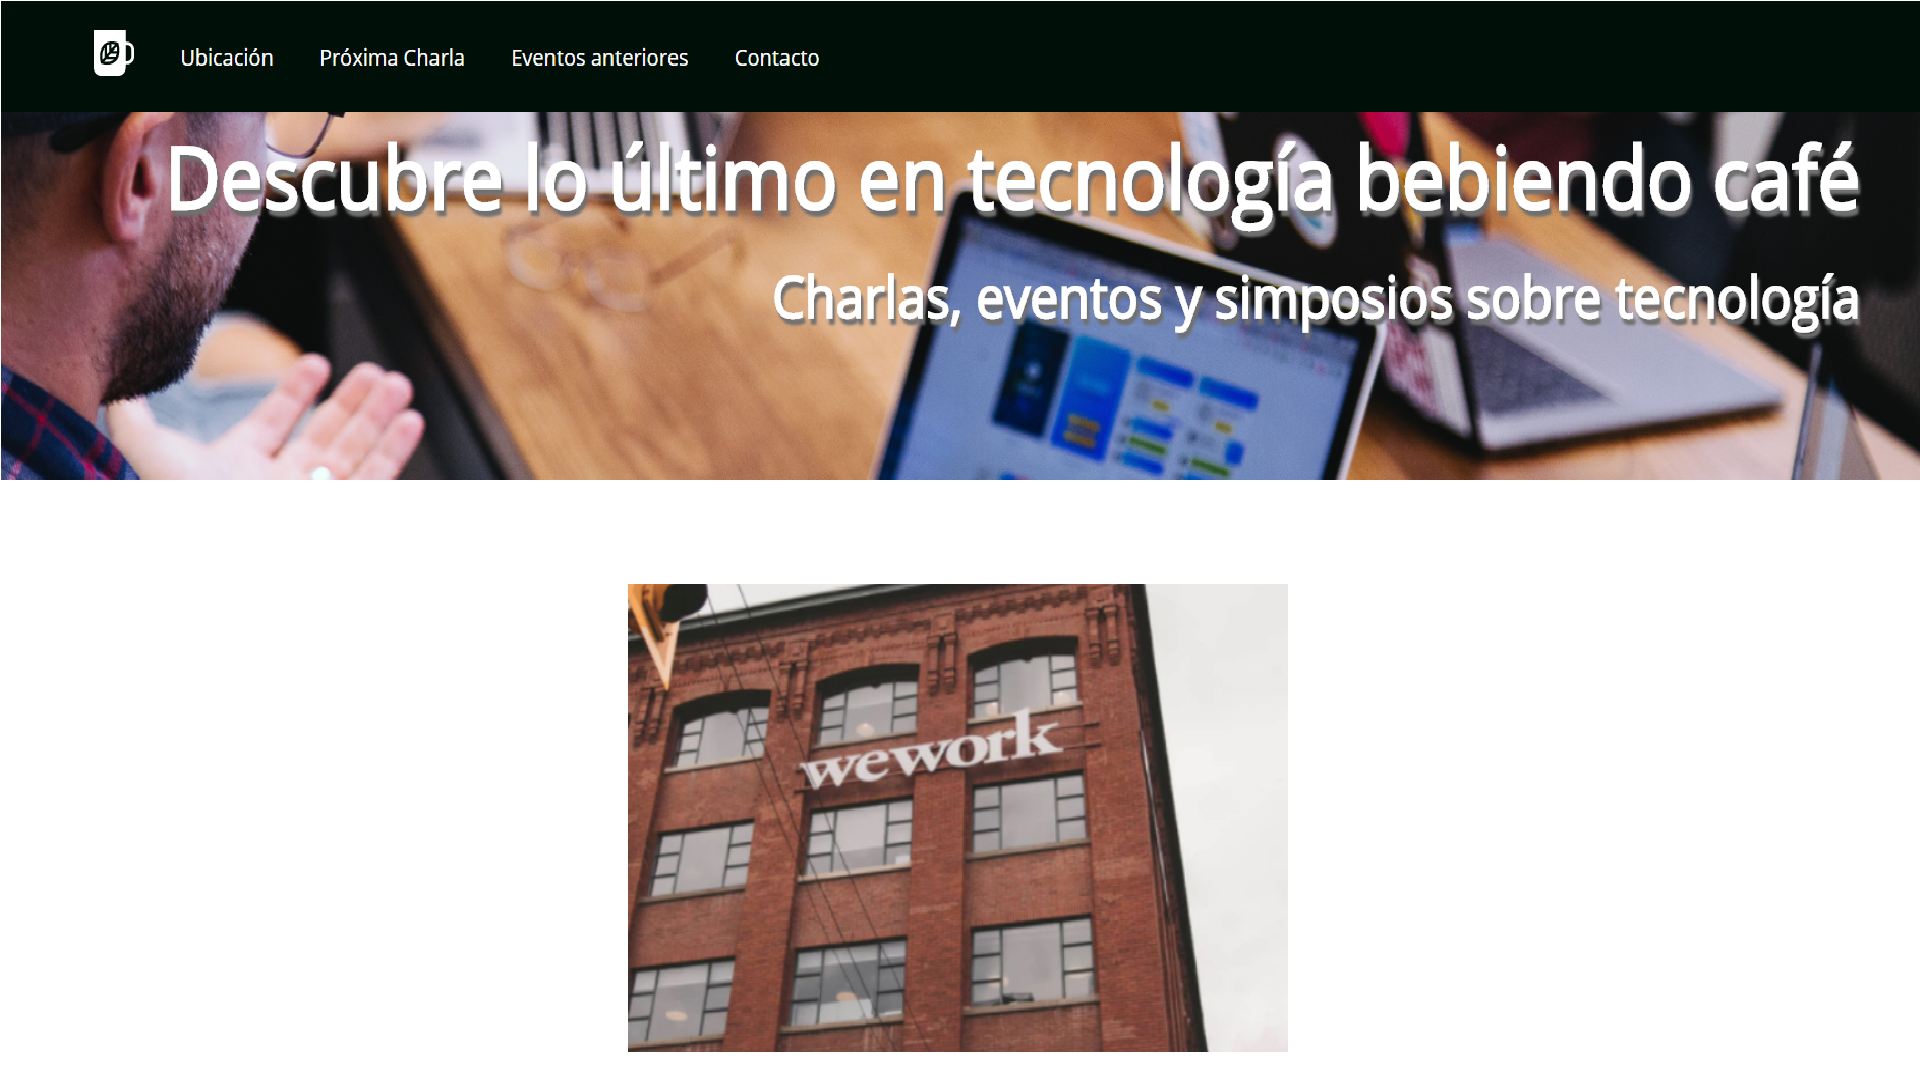 Ubicación
Próxima Charla
Eventos anteriores
Contacto
Descubre lo último en tecnología bebiendo café
Charlas, eventos y simposios sobre tecnología
wework